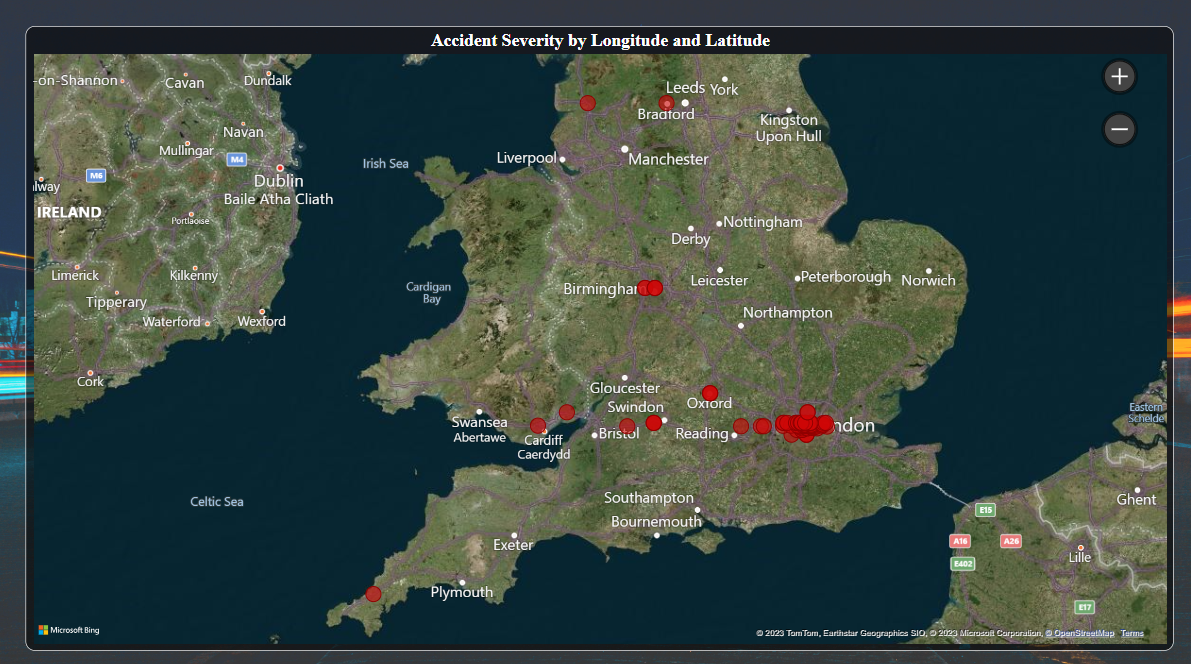 Accident Severity by Longitude and Latitude
-on-Shannon
Cavan
Dundalk
Leeds
York
Bradford
Kingston
Upon Hull
Navan
Mullingar
M4
Irish Sea
Liverpool
Manchester
M6
lway
Dublin
Baile Atha Cliath
IRELAND
Portlaoise
Nottingham
Derby
Limerick
Kilkenny
Leicester
Peterborough
Norwich
Cardigan
Bay
Birmingha
Tipperary
Waterford
Wexford
Northampton
Cork
Gloucester
Oxford
Swindon
Swansea
Abertawe
Cardiff
Caerdydd
Bristol
Reading
ndon
Eastern
Schelde
Celtic Sea
Southampton
Bournemouth
Ghent
E15
Exeter
A16
A26
Lille
E402
Plymouth
E17
Microsoft Bing
© 2023 TomTom, Earthstar Geographics SIO, © 2023 Microsoft Corporation, © OpenStreetMap Terms